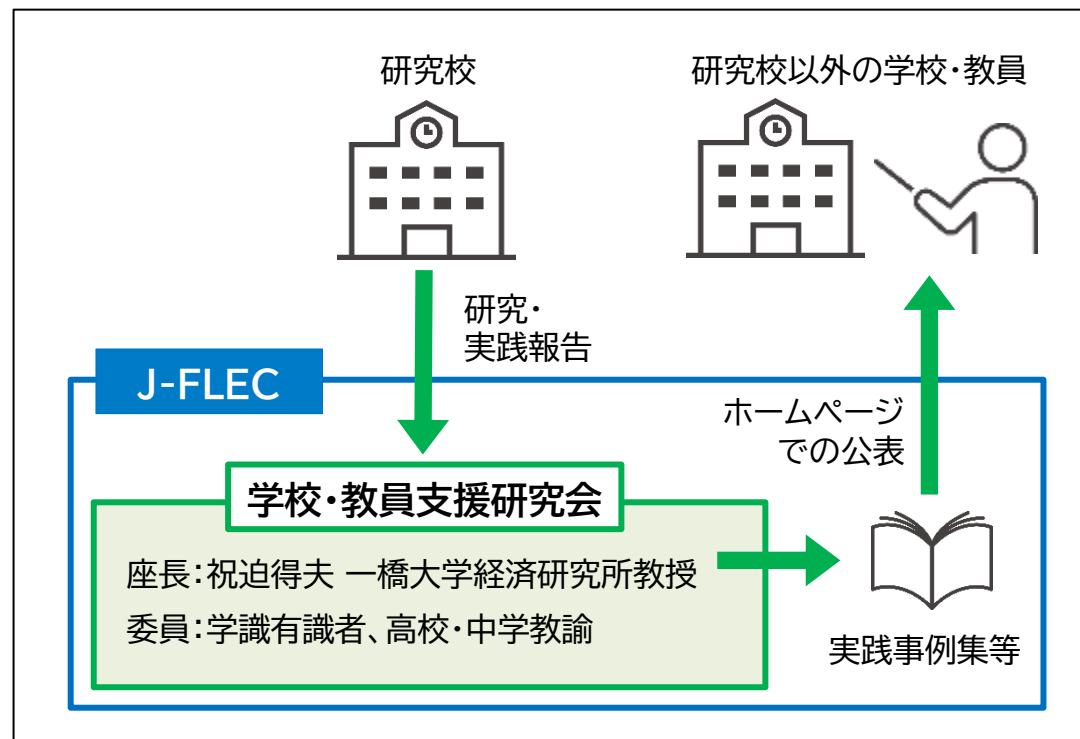 研究校
研究校以外の学校・教員
研究・
実践報告
J-FLEC
ホームページ
での公表
学校・教員支援研究会
座長：祝迫得夫 一橋大学経済研究所教授
委員：学識有識者、高校・中学教諭
実践事例集等